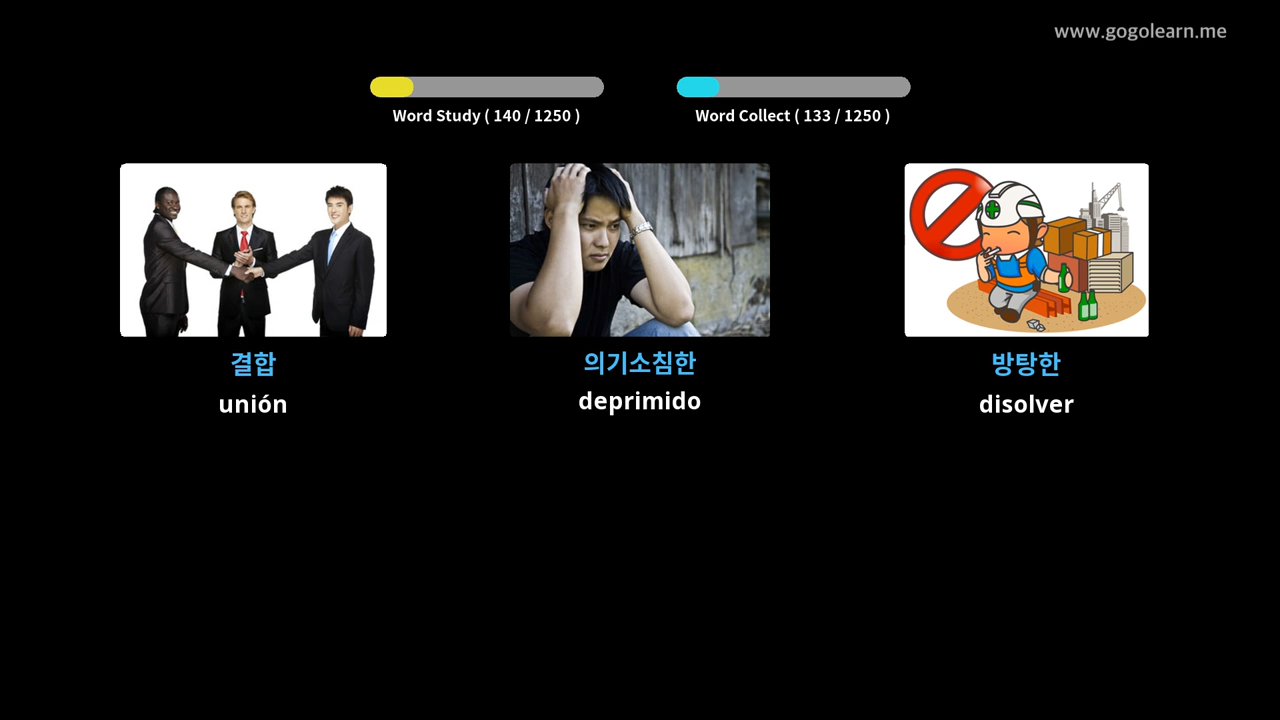 www.gogolearn.me
Word Study ( 140 / 1250 )
Word Collect ( 133 / 1250 )
결합
의기소침한
방탕한
unión
deprimido
disolver